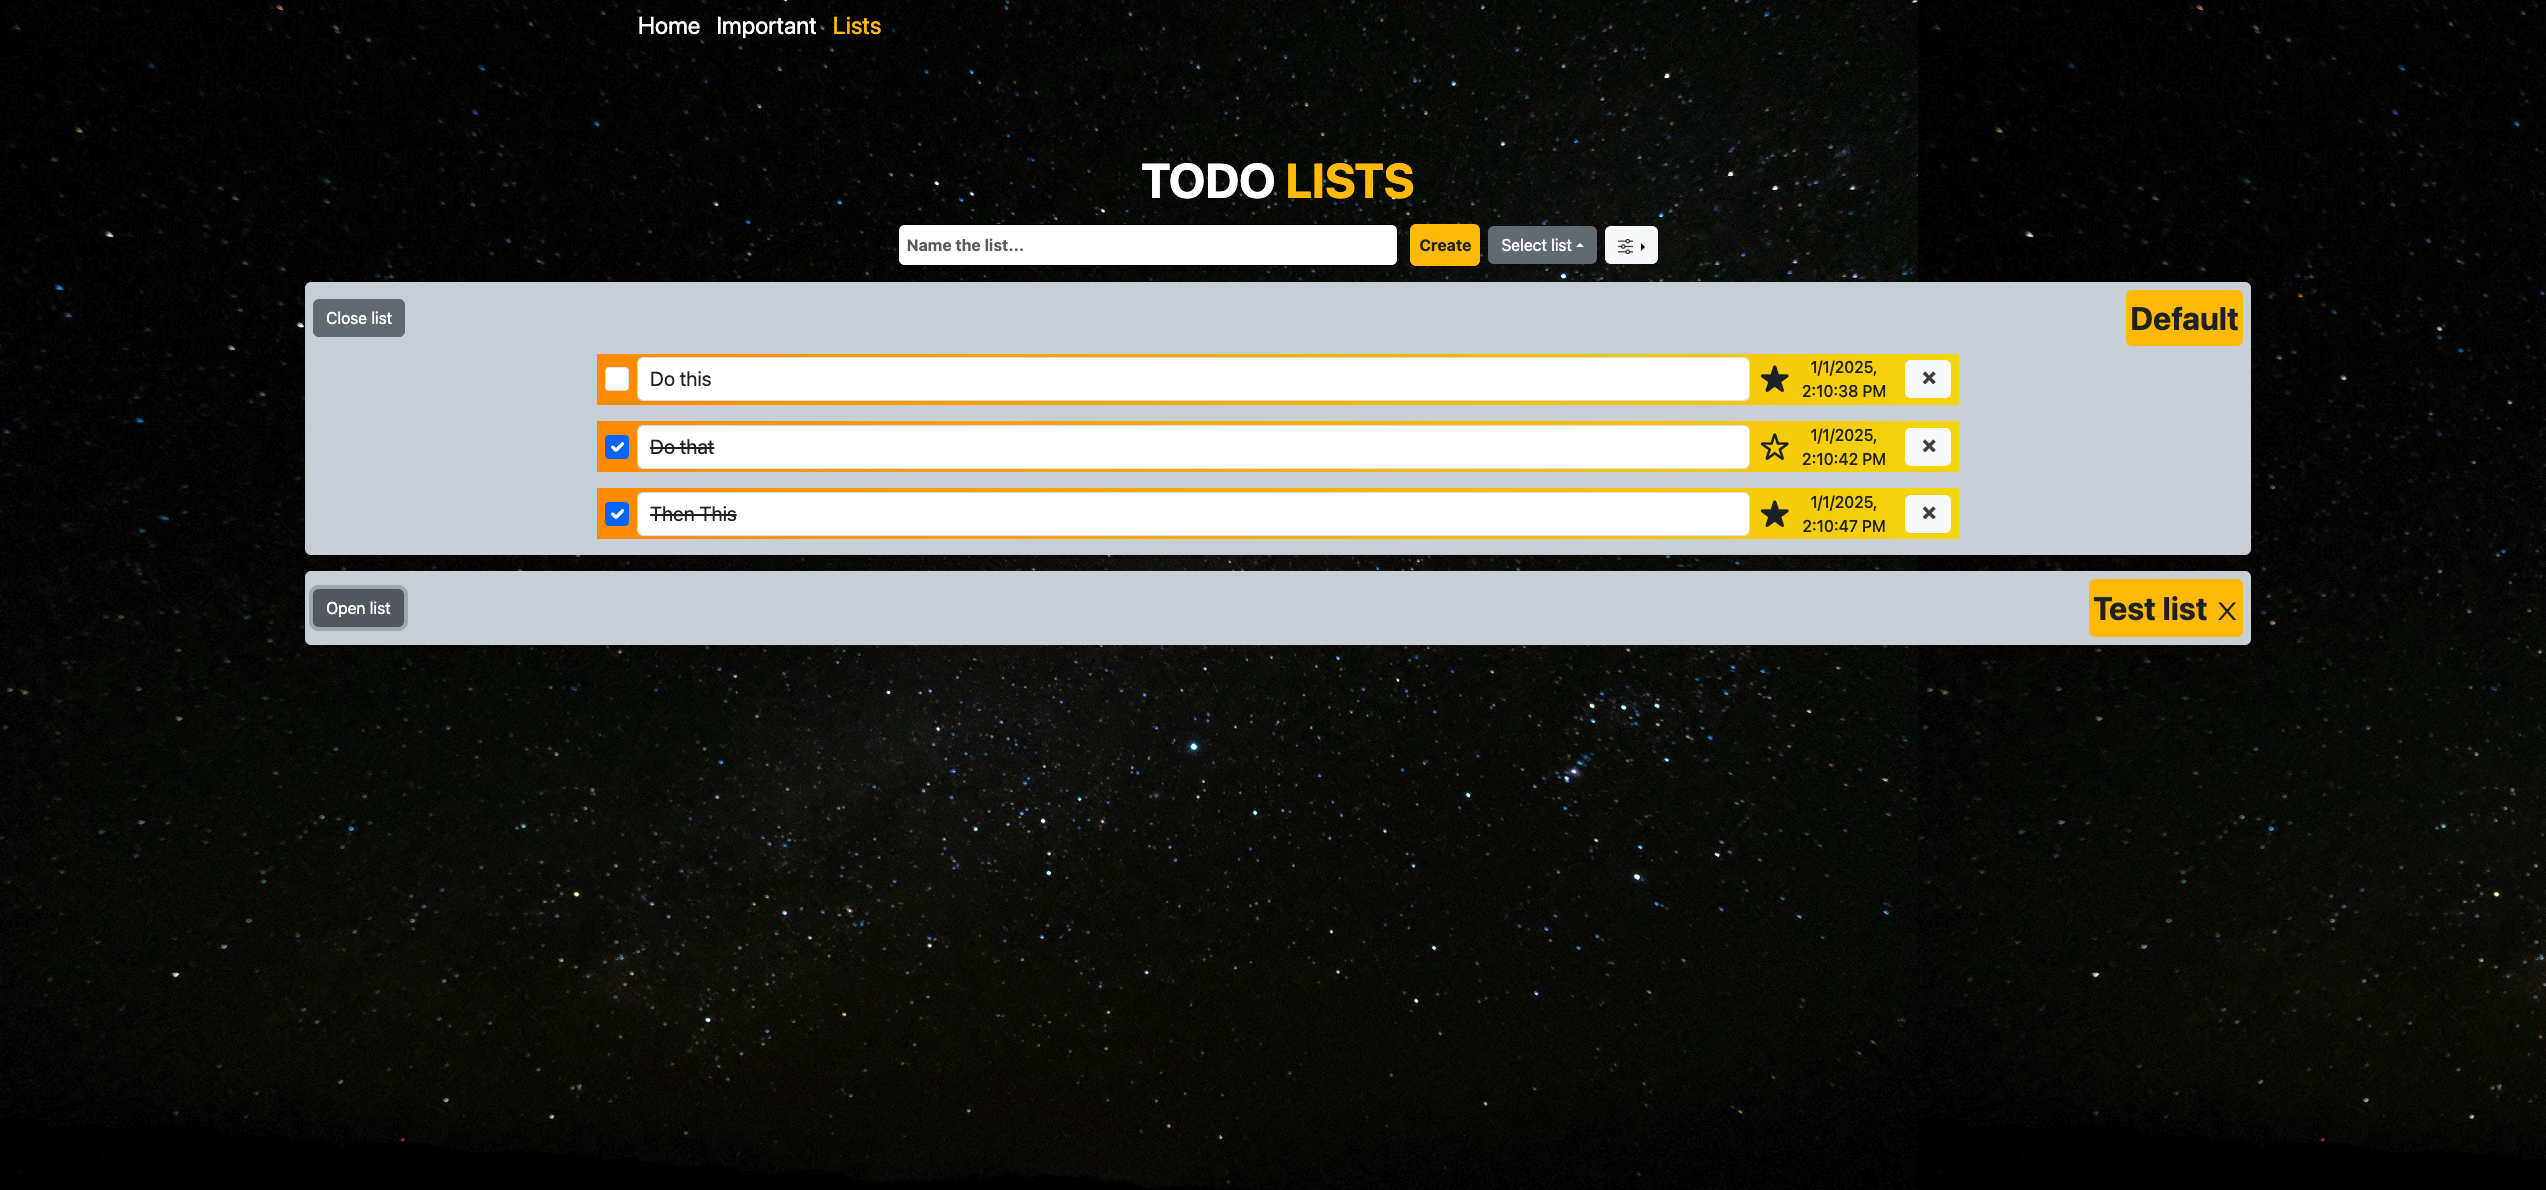 Home Important Lists
TODO LISTS
Name the list...
Create
Select list
Close list
Default
Do this
1/1/2025,
2:10:38 PM
Do that
1/1/2025,
2:10:42 PM
Then This
1/1/2025,
2:10:47 PM
Open list
Test list